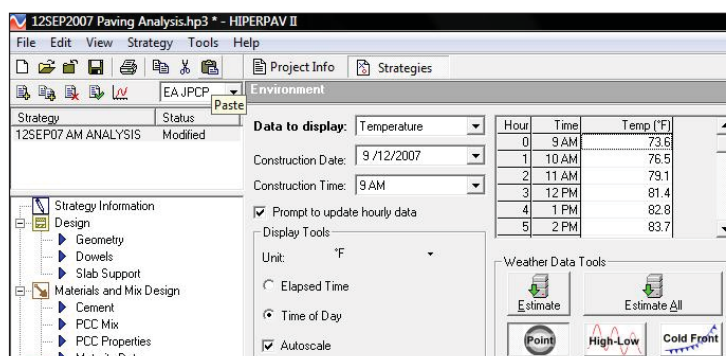 12SEP2007 Paving Analysis.hp3 * - HIPERPAV II
File Edit View Strategy Tools Help
Project Info Strategies
EA JPCP
Paste
Environment
Strategy Status
12SEP07 AM ANALYSIS Modified
Strategy Information
Design
Geometry
Dowels
Slab Support
Materials and Mix Design
Cement
PCC Mix
PCC Properties
Data to display: Temperature
Construction Date: 9 /12/2007
Construction Time: 9 AM
Prompt to update hourly data
Display Tools
Unit: °F
Elapsed Time
Time of Day
Autoscale
Hour Time Temp (°F)
0 9 AM 73.6
1 10 AM 76.5
2 11 AM 79.1
3 12 PM 81.4
4 1 PM 82.8
5 2 PM 83.7
Weather Data Tools
Estimate Estimate All
Point High-Low Cold Front